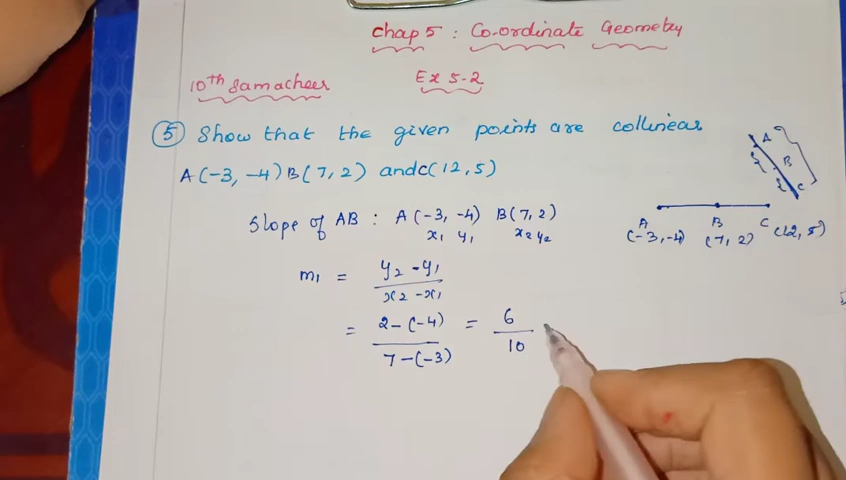 Chap 5 : Co-ordinate Geometry
10th Samacheer Ex 5-2
(5) Show that the given points are collinear
A(-3, -4) B(7, 2) and C(12, 5)
A
B
C
Slope of AB : A(-3, -4) B(7, 2)
x₁ y₁ x₂ y₂
A B C
(-3, -4) (7, 2) (12, 5)
m₁ = y₂ - y₁ / x₂ - x₁
= 2-(-4) / 7-(-3) = 6 / 10